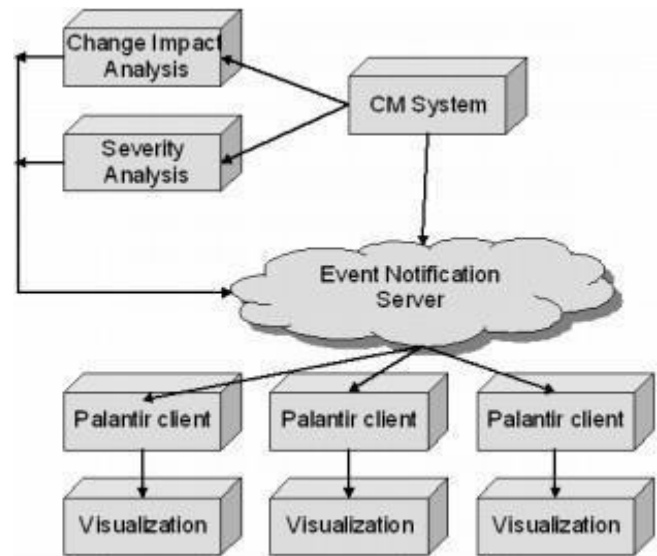 Change Impact
Analysis
CM System
Severity
Analysis
Event Notification
Server
Palantir client
Palantir client
Palantir client
Visualization
Visualization
Visualization